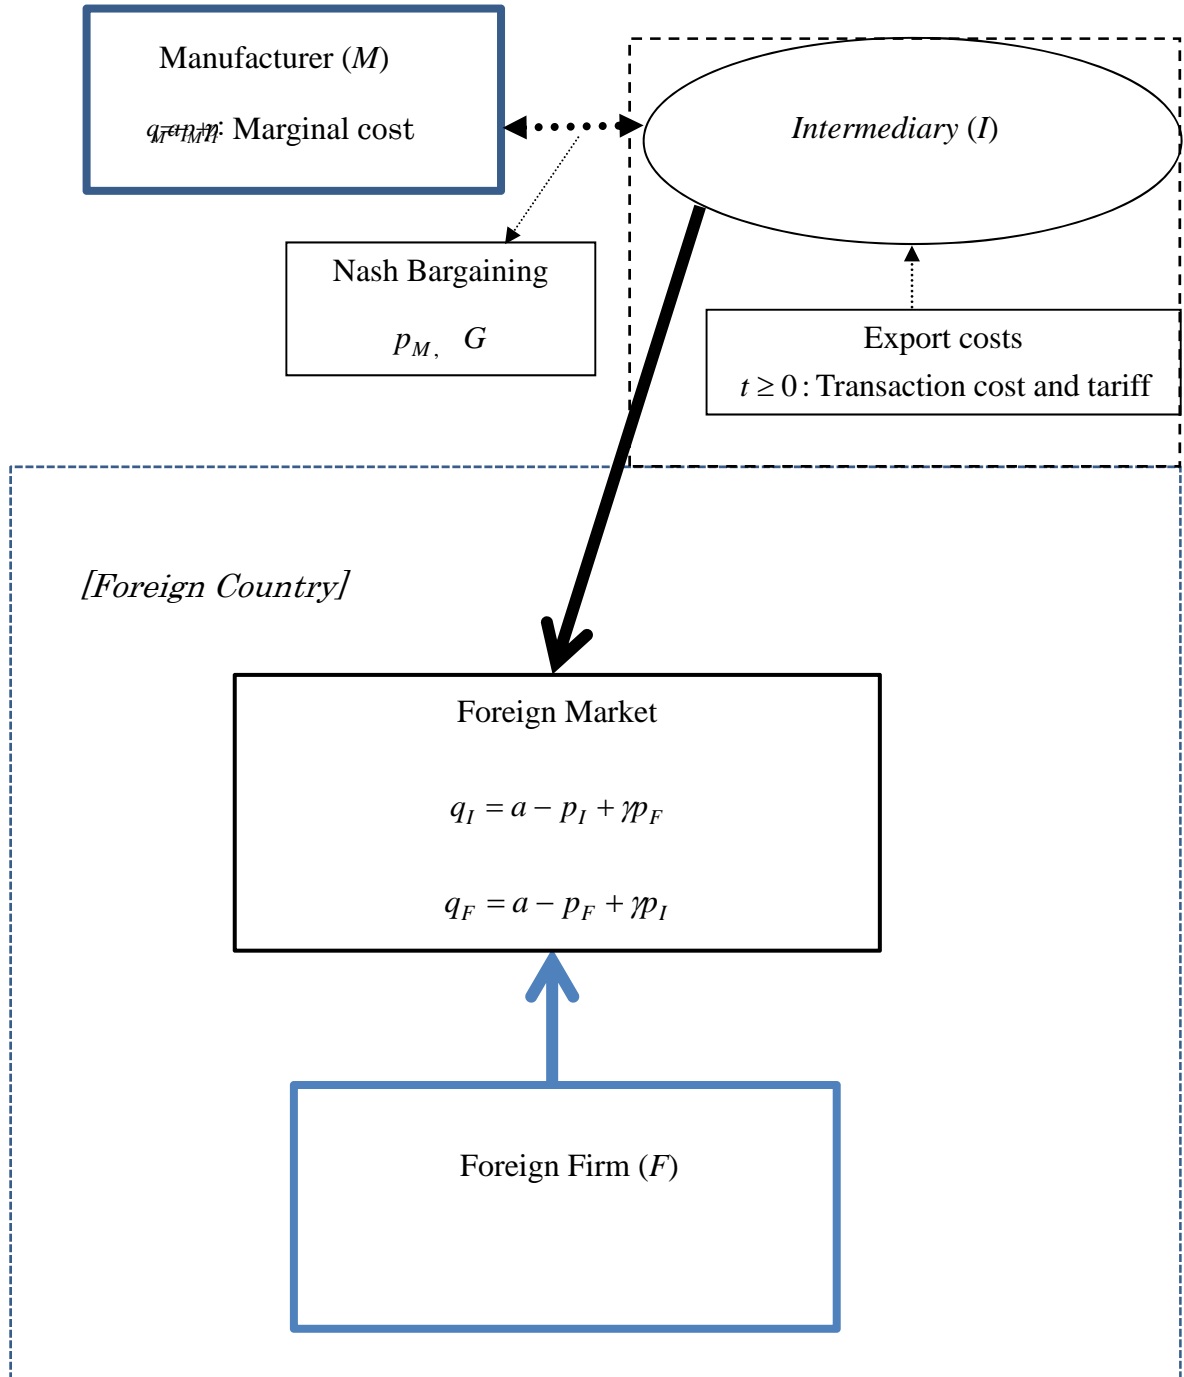 Manufacturer (M)
: Marginal cost
Intermediary (I)
Nash Bargaining
p_M, G
Export costs
t ≥ 0 : Transaction cost and tariff
[Foreign Country]
Foreign Market
q_I = a − p_I + γp_F
q_F = a − p_F + γp_I
Foreign Firm (F)